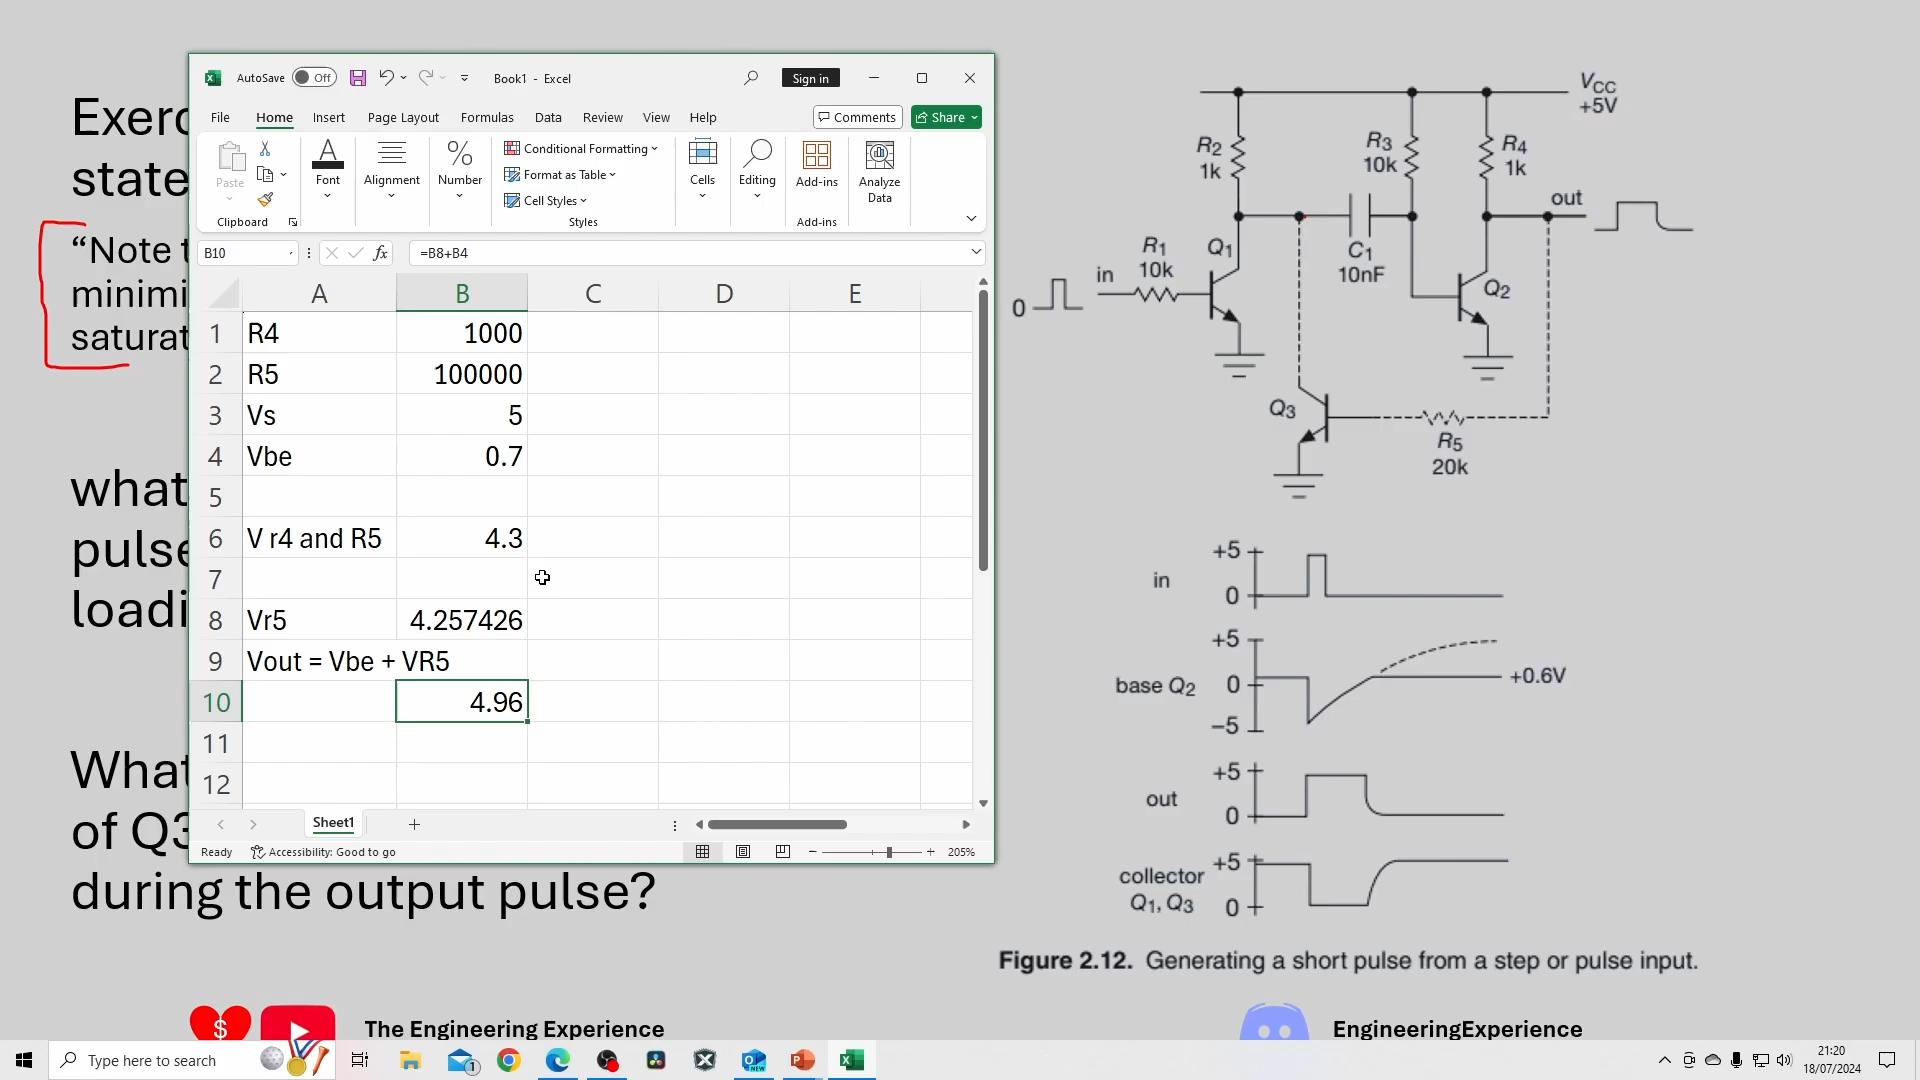 Exerc
state
“Note t
minimi
saturat
what
pulse
loadi
What
of Q3
during the output pulse?
AutoSave Off Book1 - Excel Sign in
File Home Insert Page Layout Formulas Data Review View Help Comments Share
Paste Font Alignment Number Conditional Formatting Format as Table Cell Styles Cells Editing Add-ins Analyze Data
Clipboard Styles Add-ins
B10 fx =B8+B4
A B C D E
1 R4 1000
2 R5 100000
3 Vs 5
4 Vbe 0.7
5
6 V r4 and R5 4.3
7
8 Vr5 4.257426
9 Vout = Vbe + VR5
10 4.96
11
12
Sheet1
Ready Accessibility: Good to go 205%
VCC
+5V
R2
1k
R3
10k
R4
1k
out
R1
10k
in
0
Q1
C1
10nF
Q2
Q3
R5
20k
in +5 0
base Q2 +5 0 −5 +0.6V
out +5 0
collector Q1, Q3 +5 0
Figure 2.12. Generating a short pulse from a step or pulse input.
$ The Engineering Experience
EngineeringExperience
Type here to search
1
NEW
21:20
18/07/2024